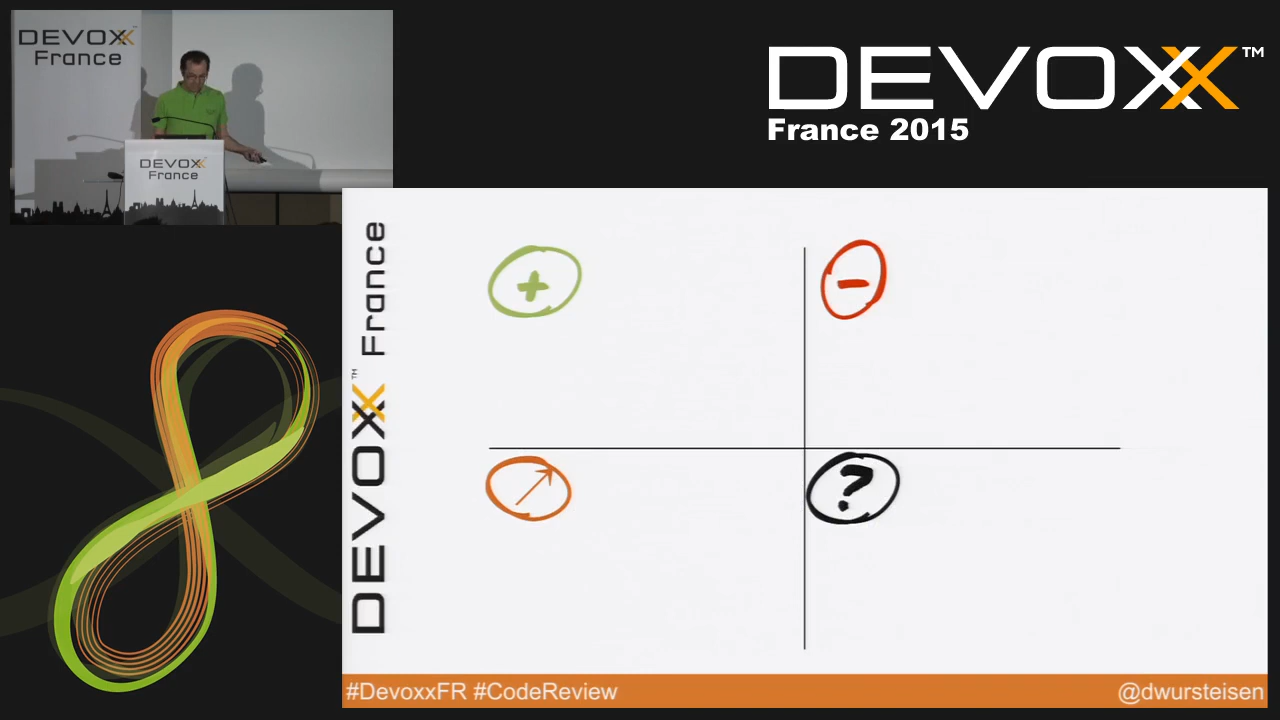 DEVOXX
France
DEVOXX
France
DEVOXX™
France 2015
DEVOXX™ France
+
-
?
#DevoxxFR #CodeReview
@dwursteisen